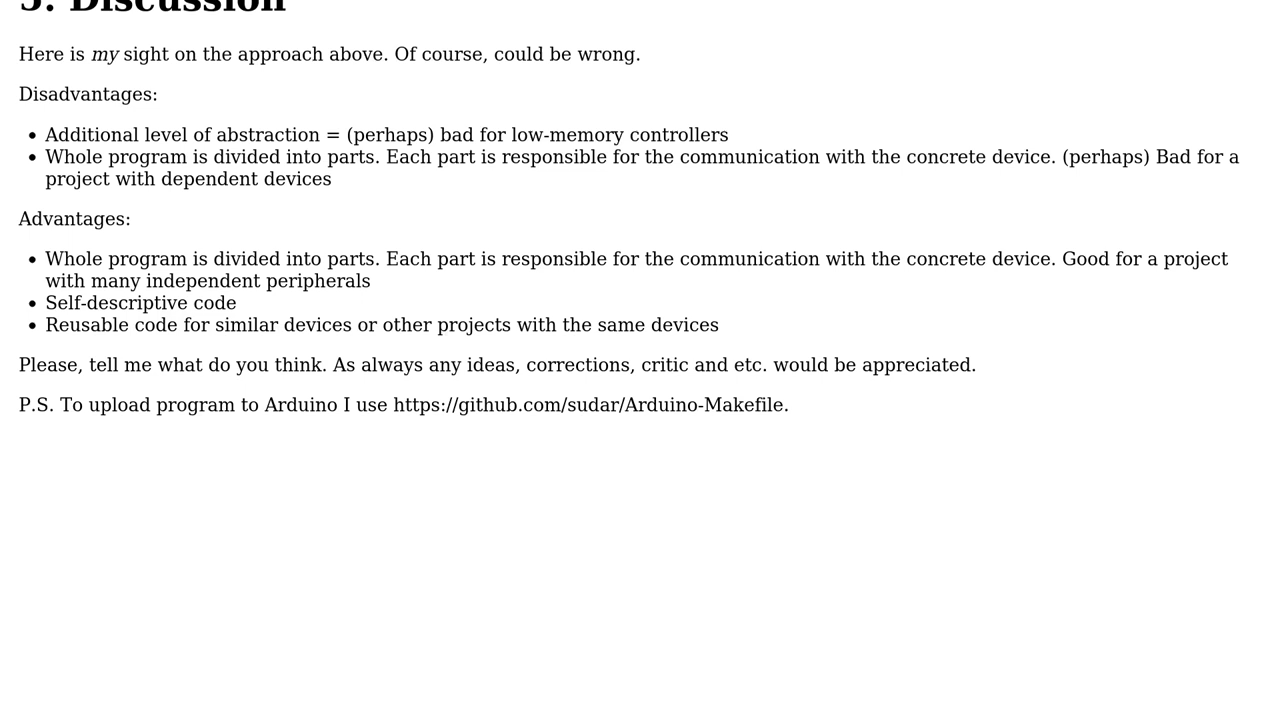 5. Discussion
Here is my sight on the approach above. Of course, could be wrong.
Disadvantages:
• Additional level of abstraction = (perhaps) bad for low-memory controllers
• Whole program is divided into parts. Each part is responsible for the communication with the concrete device. (perhaps) Bad for a
project with dependent devices
Advantages:
• Whole program is divided into parts. Each part is responsible for the communication with the concrete device. Good for a project
with many independent peripherals
• Self-descriptive code
• Reusable code for similar devices or other projects with the same devices
Please, tell me what do you think. As always any ideas, corrections, critic and etc. would be appreciated.
P.S. To upload program to Arduino I use https://github.com/sudar/Arduino-Makefile.